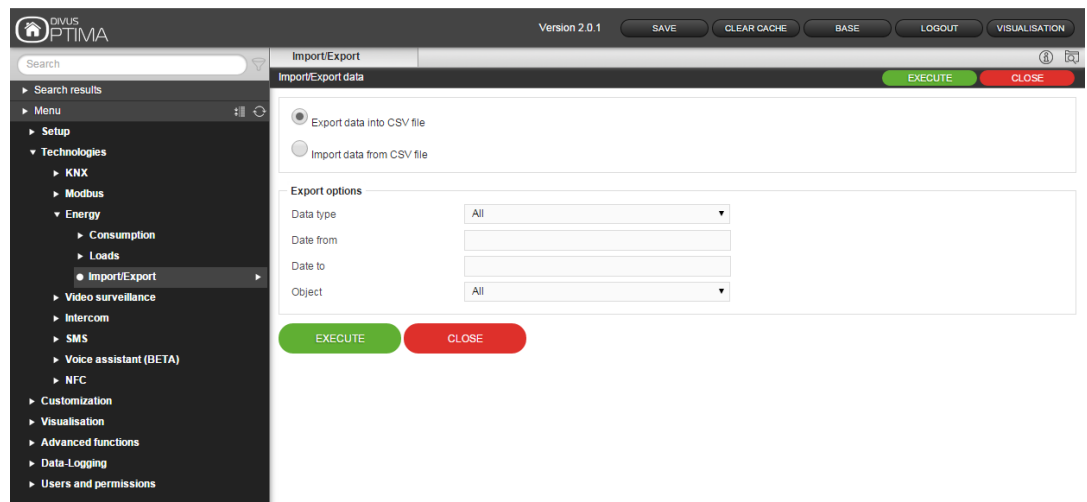 DIVUS
OPTIMA
Version 2.0.1
SAVE
CLEAR CACHE
BASE
LOGOUT
VISUALISATION
Search
Search results
Menu
Setup
Technologies
KNX
Modbus
Energy
Consumption
Loads
Import/Export
Video surveillance
Intercom
SMS
Voice assistant (BETA)
NFC
Customization
Visualisation
Advanced functions
Data-Logging
Users and permissions
Import/Export
Import/Export data
EXECUTE
CLOSE
Export data into CSV file
Import data from CSV file
Export options
Data type
All
Date from
Date to
Object
All
EXECUTE
CLOSE